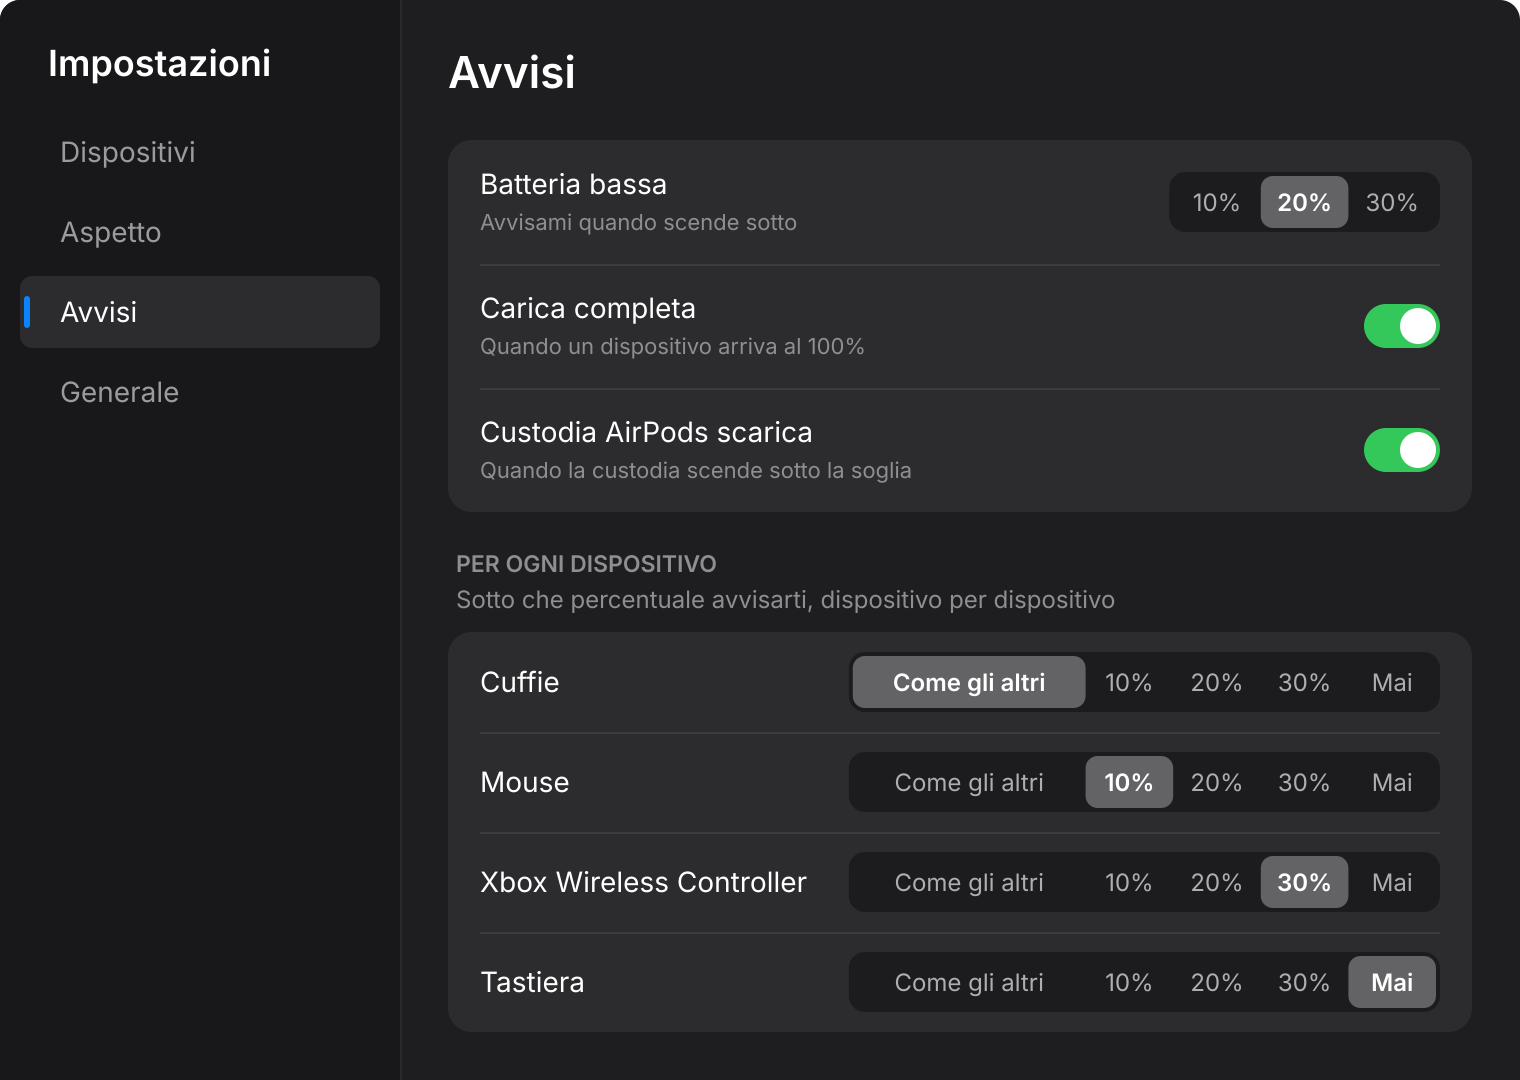 Impostazioni
Dispositivi
Aspetto
Avvisi
Generale
Avvisi
Batteria bassa
Avvisami quando scende sotto
10% 20% 30%
Carica completa
Quando un dispositivo arriva al 100%
Custodia AirPods scarica
Quando la custodia scende sotto la soglia
PER OGNI DISPOSITIVO
Sotto che percentuale avvisarti, dispositivo per dispositivo
Cuffie Come gli altri 10% 20% 30% Mai
Mouse Come gli altri 10% 20% 30% Mai
Xbox Wireless Controller Come gli altri 10% 20% 30% Mai
Tastiera Come gli altri 10% 20% 30% Mai